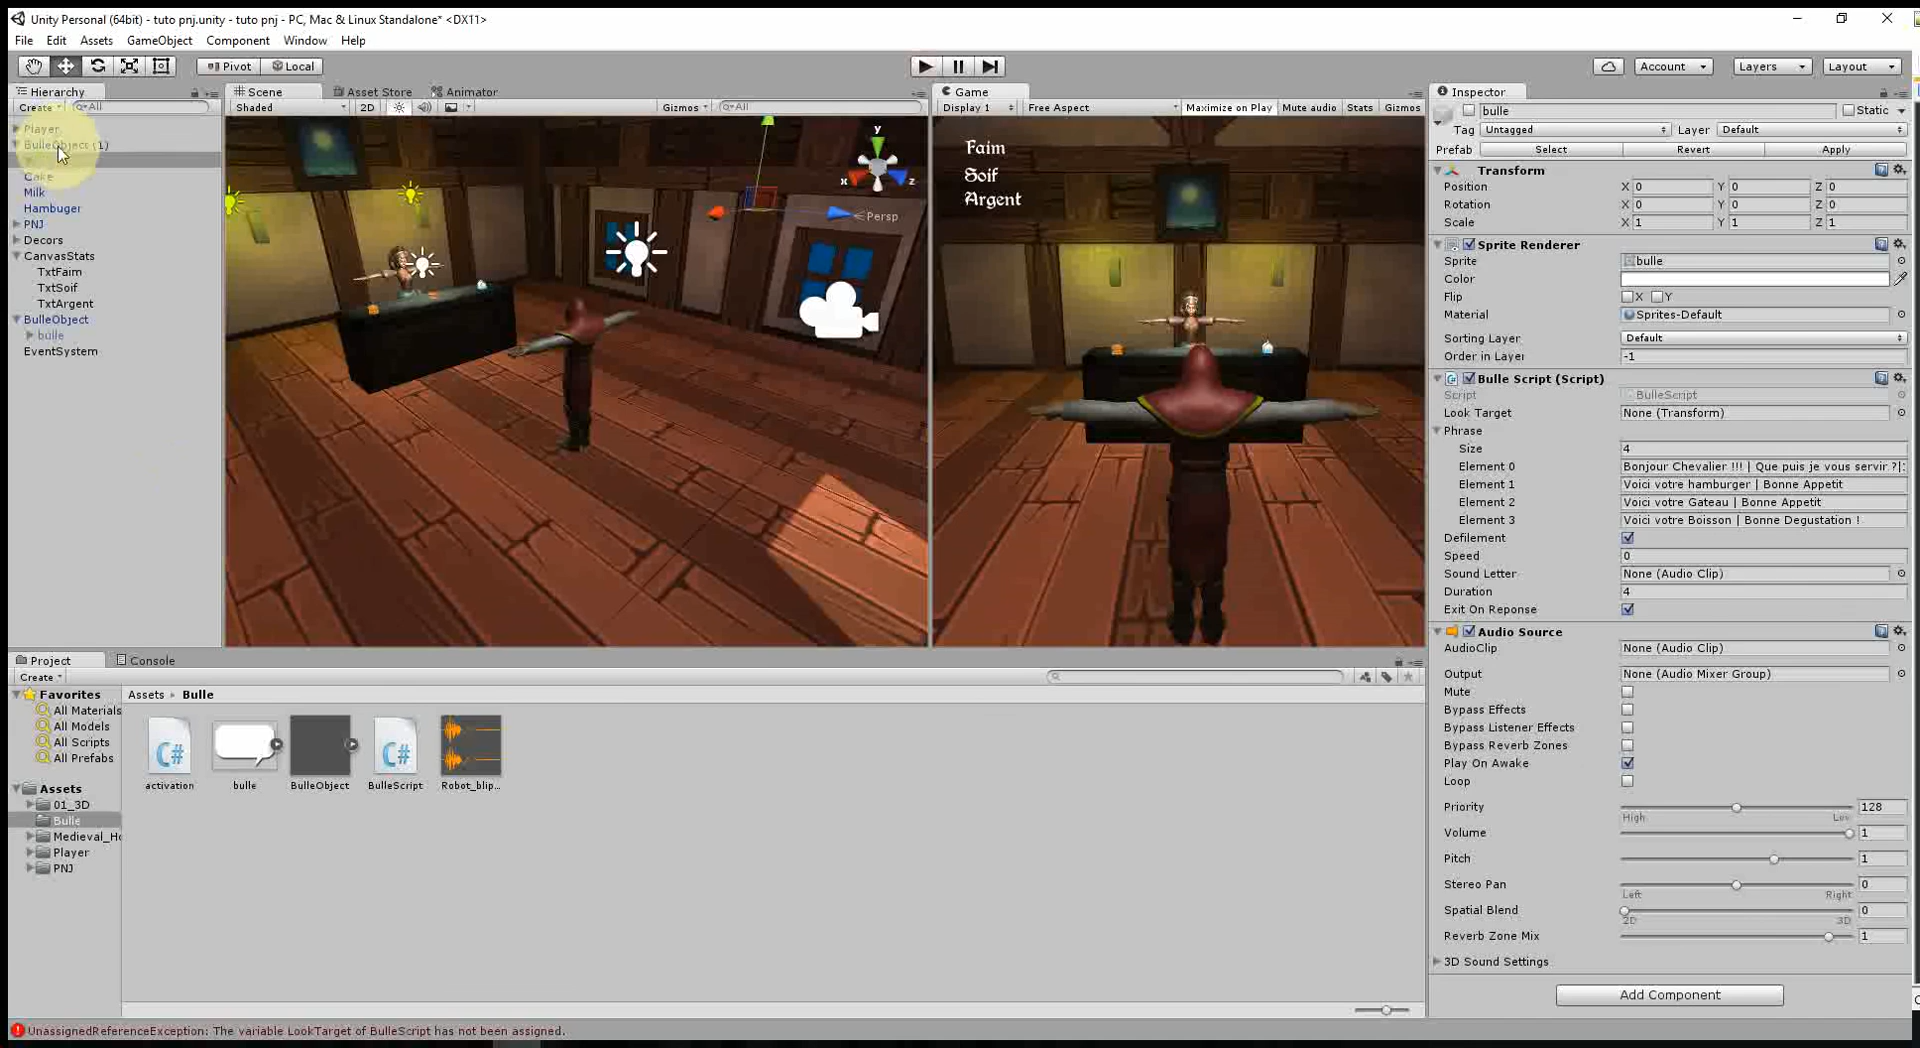 Unity Personal (64bit) - tuto pnj.unity - tuto pnj - PC, Mac & Linux Standalone* <DX11>
File Edit Assets GameObject Component Window Help
Pivot Local Account Layers Layout
Hierarchy
Create All
Player
BulleObject (1)
Cake
Milk
Hambuger
PNJ
Decors
CanvasStats
TxtFaim
TxtSoif
TxtArgent
BulleObject
bulle
EventSystem
Scene Asset Store Animator
Shaded 2D Gizmos All
y
x z
Persp
Game
Display 1 Free Aspect Maximize on Play Mute audio Stats Gizmos
Faim
Soif
Argent
Inspector
bulle Static
Tag Untagged Layer Default
Prefab Select Revert Apply
Transform
Position X 0 Y 0 Z 0
Rotation X 0 Y 0 Z 0
Scale X 1 Y 1 Z 1
Sprite Renderer
Sprite bulle
Color
Flip X Y
Material Sprites-Default
Sorting Layer Default
Order in Layer -1
Bulle Script (Script)
Script BulleScript
Look Target None (Transform)
Phrase
Size 4
Element 0 Bonjour Chevalier !!! | Que puis je vous servir ?|
Element 1 Voici votre hamburger | Bonne Appetit
Element 2 Voici votre Gateau | Bonne Appetit
Element 3 Voici votre Boisson | Bonne Degustation !
Defilement
Speed 0
Sound Letter None (Audio Clip)
Duration 4
Exit On Reponse
Audio Source
AudioClip None (Audio Clip)
Output None (Audio Mixer Group)
Mute
Bypass Effects
Bypass Listener Effects
Bypass Reverb Zones
Play On Awake
Loop
Priority 128
High Low
Volume 1
Pitch 1
Stereo Pan 0
Left Right
Spatial Blend 0
2D 3D
Reverb Zone Mix 1
3D Sound Settings
Add Component
Project Console
Create
Favorites
All Materials
All Models
All Scripts
All Prefabs
Assets
01_3D
Bulle
Medieval_Ho
Player
PNJ
Assets Bulle
C# C#
activation bulle BulleObject BulleScript Robot_blip...
UnassignedReferenceException: The variable LookTarget of BulleScript has not been assigned.